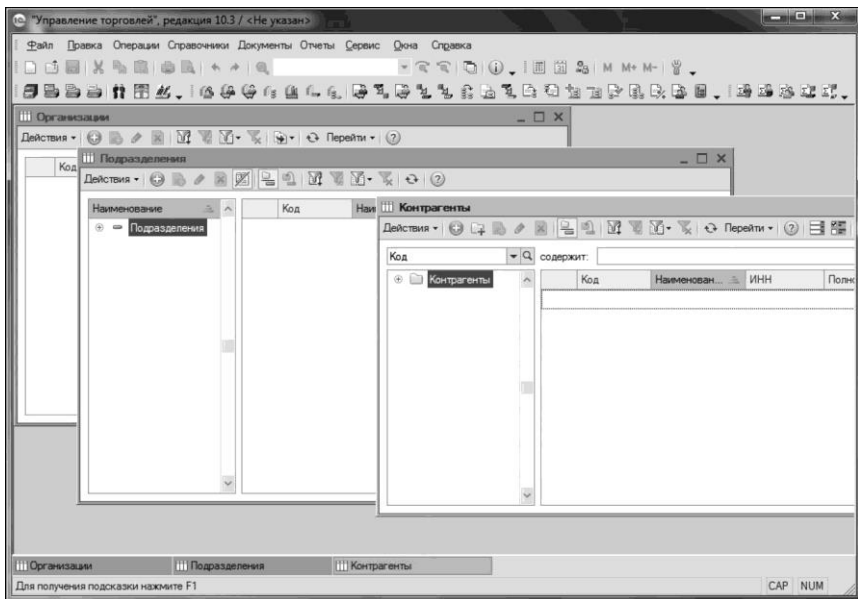 "Управление торговлей", редакция 10.3 / <Не указан>
Файл Правка Операции Справочники Документы Отчеты Сервис Окна Справка
M M+ M-
Организации
Действия Перейти
Код
Подразделения
Действия
Наименование Код Наи
Подразделения
Контрагенты
Действия Перейти
Код содержит:
Контрагенты
Код Наименован... ИНН Полно
Организации Подразделения Контрагенты
Для получения подсказки нажмите F1 CAP NUM